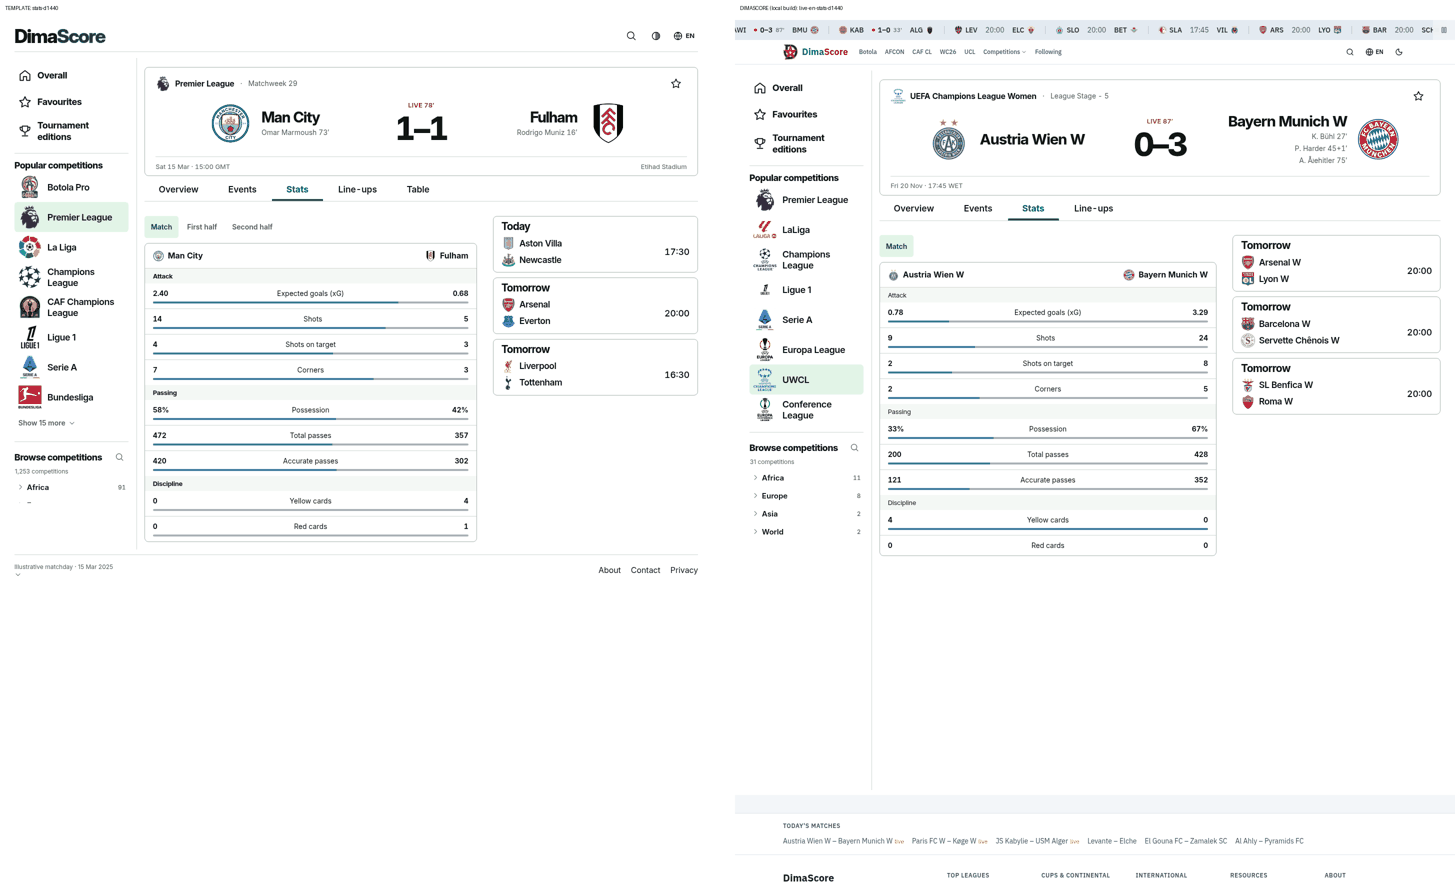 TEMPLATE stats-d1440
DimaScore
EN
Overall
Favourites
Tournament
editions
Popular competitions
Botola Pro
Premier League
La Liga
Champions
League
CAF Champions
League
Ligue 1
Serie A
Bundesliga
Show 15 more
Browse competitions
1,253 competitions
Africa 91
Premier League · Matchweek 29
LIVE 78'
Man City 1–1 Fulham
Omar Marmoush 73' Rodrigo Muniz 16'
Sat 15 Mar · 15:00 GMT Etihad Stadium
Overview Events Stats Line-ups Table
Match First half Second half
Man City Fulham
Attack
2.40 Expected goals (xG) 0.68
14 Shots 5
4 Shots on target 3
7 Corners 3
Passing
58% Possession 42%
472 Total passes 357
420 Accurate passes 302
Discipline
0 Yellow cards 4
0 Red cards 1
Today
Aston Villa
Newcastle
17:30
Tomorrow
Arsenal
Everton
20:00
Tomorrow
Liverpool
Tottenham
16:30
Illustrative matchday · 15 Mar 2025
About Contact Privacy
DIMASCORE (local build) live-en-stats-d1440
0–3 87' BMU KAB 1–0 33' ALG LEV 20:00 ELC SLO 20:00 BET SLA 17:45 VIL ARS 20:00 LYO BAR 20:00
DimaScore Botola AFCON CAF CL WC26 UCL Competitions Following EN
Overall
Favourites
Tournament
editions
Popular competitions
Premier League
LaLiga
Champions
League
Ligue 1
Serie A
Europa League
UWCL
Conference
League
Browse competitions
31 competitions
Africa 11
Europe 8
Asia 2
World 2
UEFA Champions League Women · League Stage - 5
LIVE 87'
Austria Wien W 0–3 Bayern Munich W
K. Bühl 27'
P. Harder 45+1'
A. Åehitler 75'
Fri 20 Nov · 17:45 WET
Overview Events Stats Line-ups
Match
Austria Wien W Bayern Munich W
Attack
0.78 Expected goals (xG) 3.29
9 Shots 24
2 Shots on target 8
2 Corners 5
Passing
33% Possession 67%
200 Total passes 428
121 Accurate passes 352
Discipline
4 Yellow cards 0
0 Red cards 0
Tomorrow
Arsenal W
Lyon W
20:00
Tomorrow
Barcelona W
Servette Chênois W
20:00
Tomorrow
SL Benfica W
Roma W
20:00
TODAY'S MATCHES
Austria Wien W – Bayern Munich W live Paris FC W – Køge W live JS Kabylie – USM Alger live Levante – Elche El Gouna FC – Zamalek SC Al Ahly – Pyramids FC
DimaScore TOP LEAGUES CUPS & CONTINENTAL INTERNATIONAL RESOURCES ABOUT